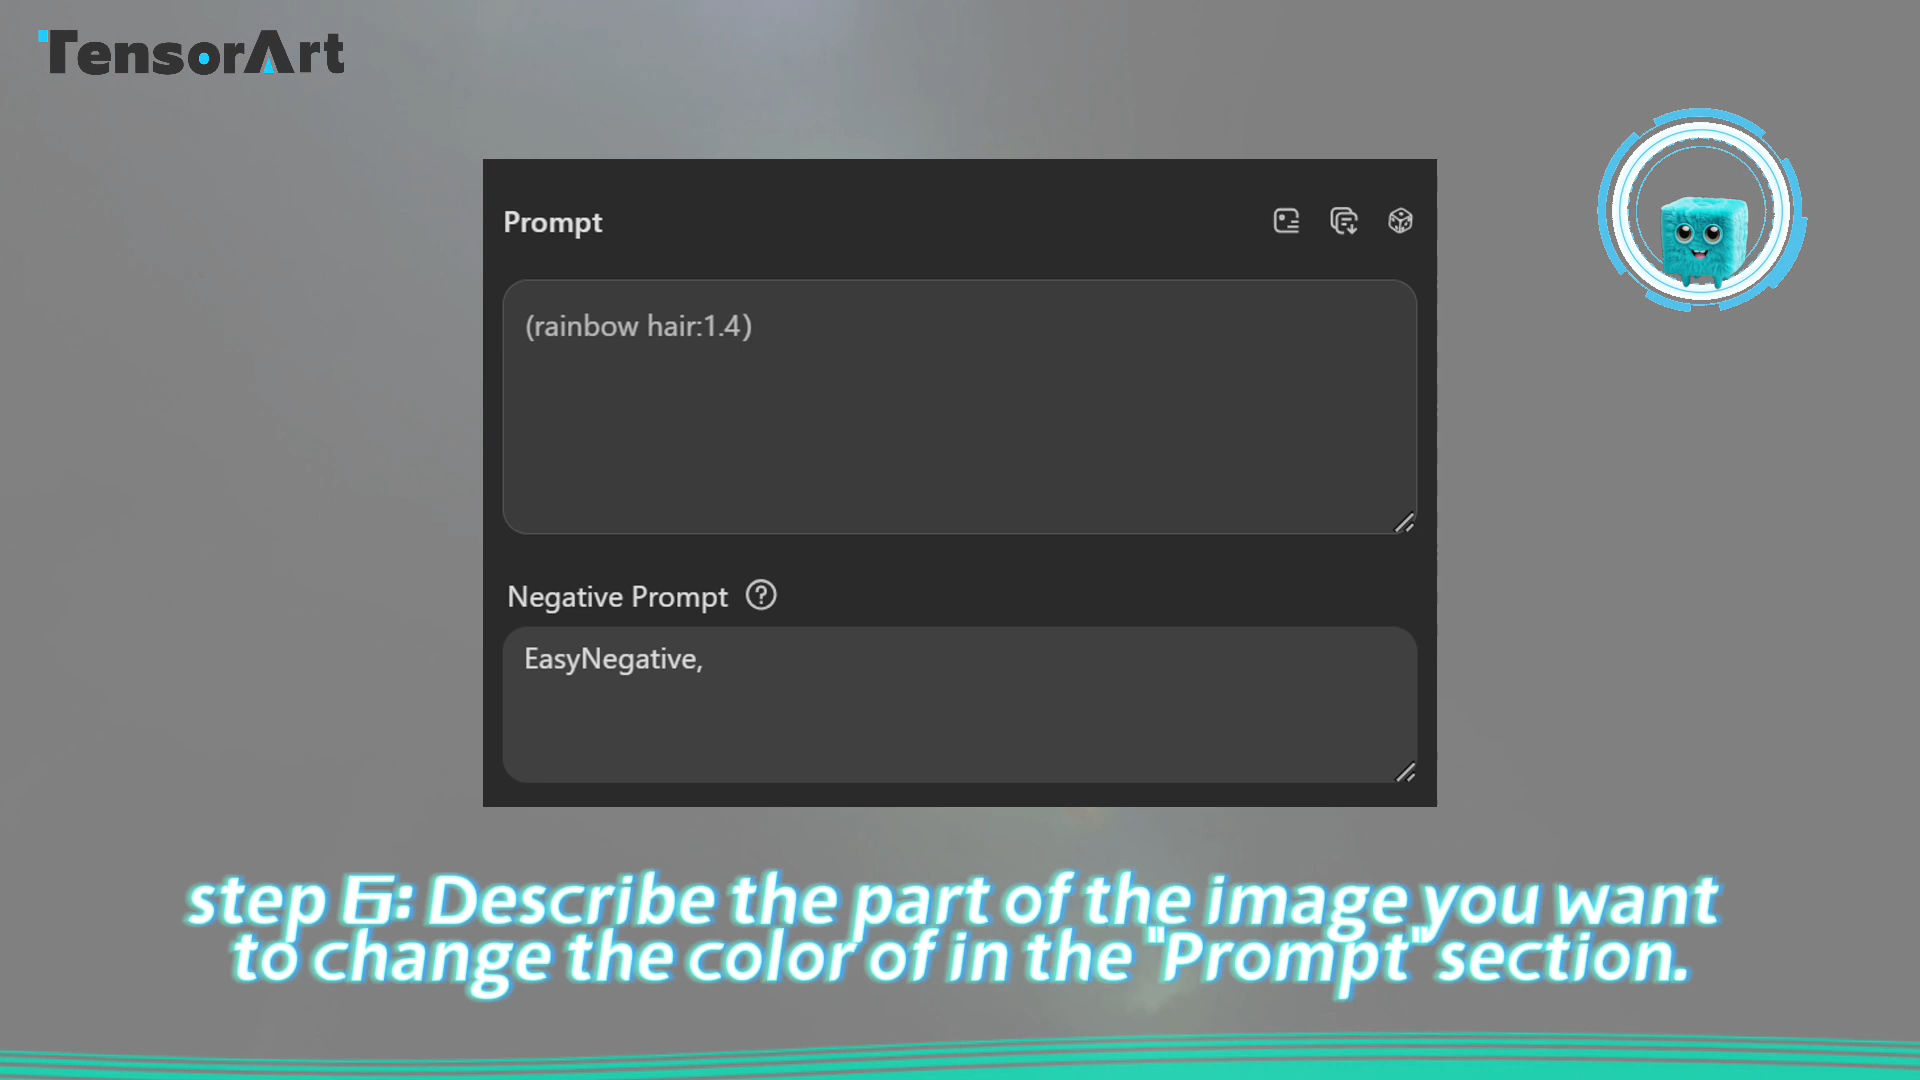 TensorArt
Prompt
(rainbow hair:1.4)
Negative Prompt ?
EasyNegative,
step 6: Describe the part of the image you want
to change the color of in the "Prompt" section.